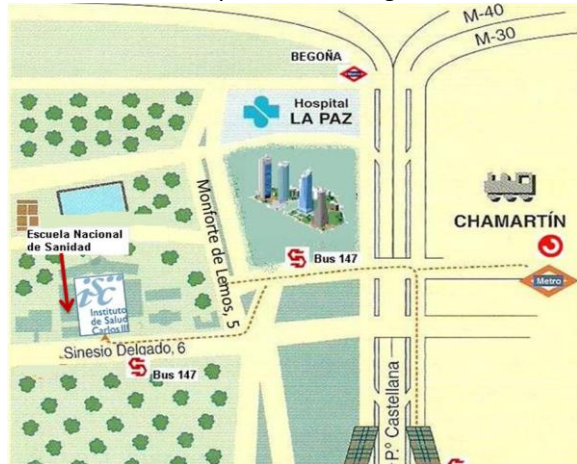 M-40
M-30
BEGOÑA
Hospital
LA PAZ
Monforte de Lemos, 5
CHAMARTÍN
Escuela Nacional
de Sanidad
Bus 147
Metro
isc
Instituto
de Salud
Carlos III
Sinesio Delgado, 6
Bus 147
P.º Castellana